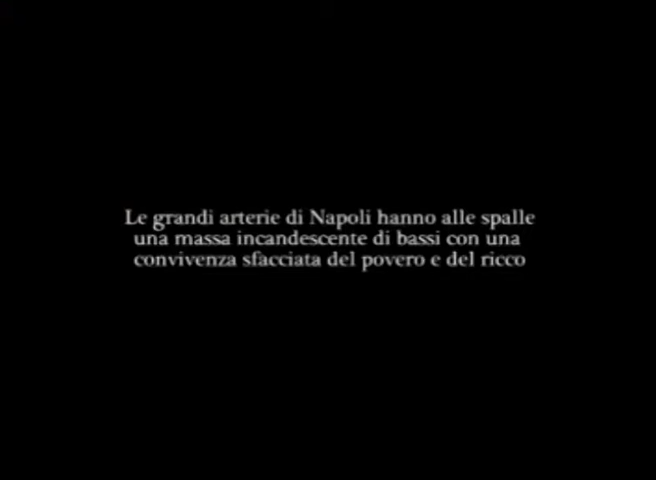 Le grandi arterie di Napoli hanno alle spalle
una massa incandescente di bassi con una
convivenza sfacciata del povero e del ricco